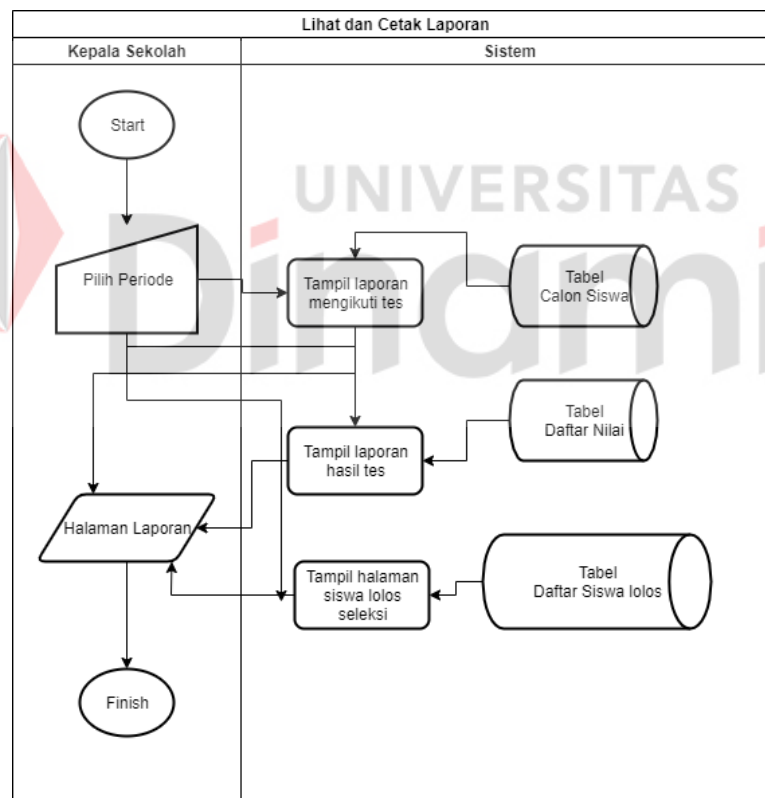 Lihat dan Cetak Laporan
Kepala Sekolah
Sistem
Start
UNIVERSITAS
Dinami
Pilih Periode
Tampil laporan
mengikuti tes
Tabel
Calon Siswa
Tampil laporan
hasil tes
Tabel
Daftar Nilai
Halaman Laporan
Tampil halaman
siswa lolos
seleksi
Tabel
Daftar Siswa lolos
Finish